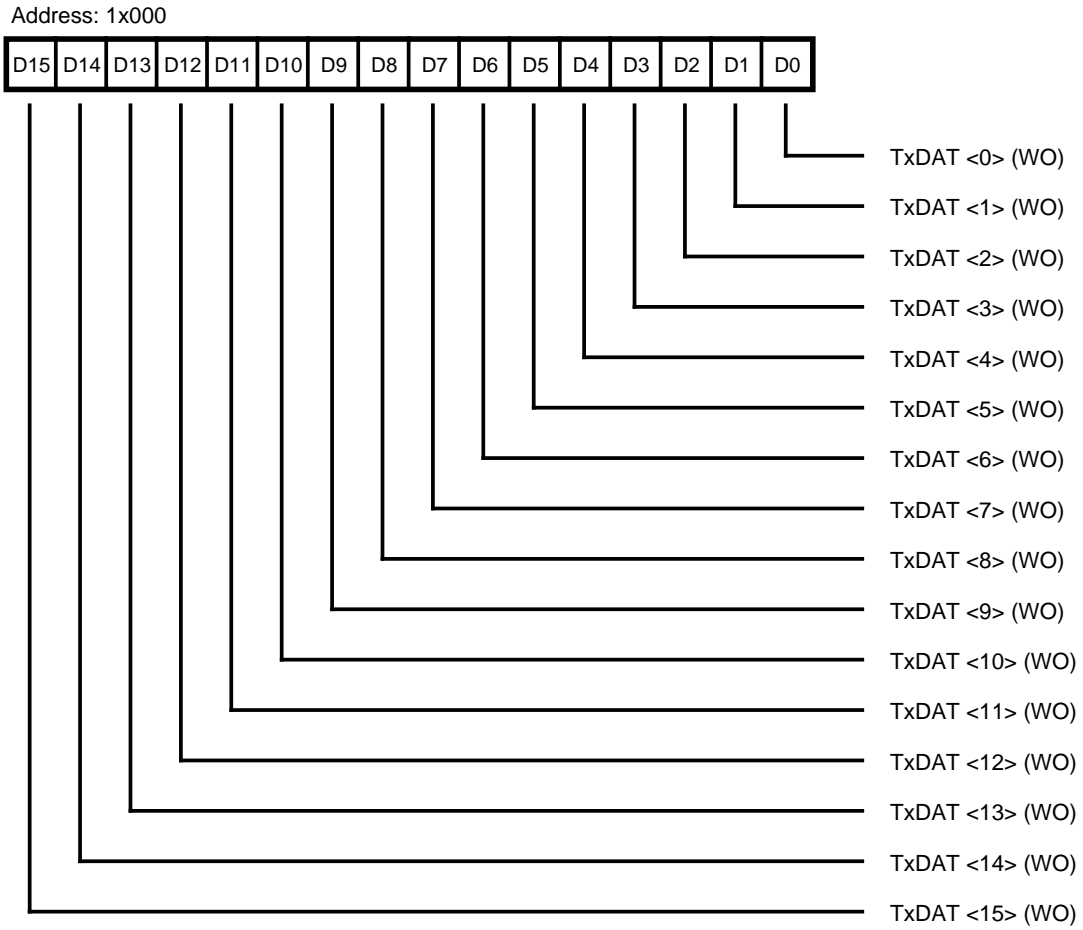 Address: 1x000
D15 D14 D13 D12 D11 D10 D9 D8 D7 D6 D5 D4 D3 D2 D1 D0
TxDAT <0> (WO)
TxDAT <1> (WO)
TxDAT <2> (WO)
TxDAT <3> (WO)
TxDAT <4> (WO)
TxDAT <5> (WO)
TxDAT <6> (WO)
TxDAT <7> (WO)
TxDAT <8> (WO)
TxDAT <9> (WO)
TxDAT <10> (WO)
TxDAT <11> (WO)
TxDAT <12> (WO)
TxDAT <13> (WO)
TxDAT <14> (WO)
TxDAT <15> (WO)